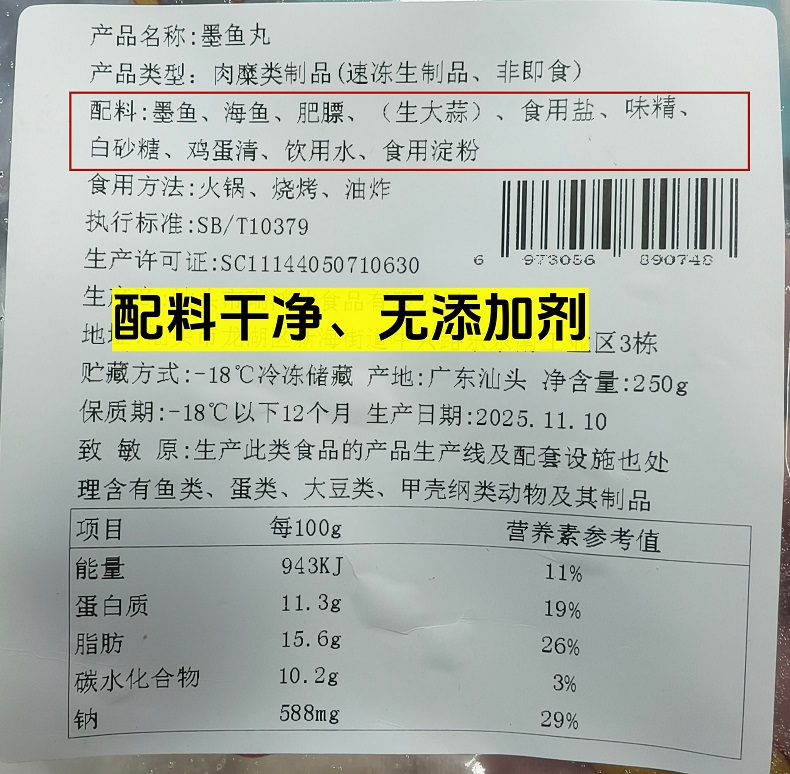 产品名称:墨鱼丸
产品类型: 肉糜类制品(速冻生制品、非即食)
配料:墨鱼、海鱼、肥膘、(生大蒜)、食用盐、味精、
白砂糖、鸡蛋清、饮用水、食用淀粉
食用方法:火锅、烧烤、油炸
执行标准:SB/T10379
生产许可证:SC11144050710630
6 973056 890748
生产
配料干净、无添加剂
区3栋
贮藏方式:-18℃冷冻储藏 产地:广东汕头 净含量:250g
保质期:-18℃以下12个月 生产日期:2025.11.10
致 敏 原:生产此类食品的产品生产线及配套设施也处
理含有鱼类、蛋类、大豆类、甲壳纲类动物及其制品
项目 每100g 营养素参考值
能量 943KJ 11%
蛋白质 11.3g 19%
脂肪 15.6g 26%
碳水化合物 10.2g 3%
钠 588mg 29%